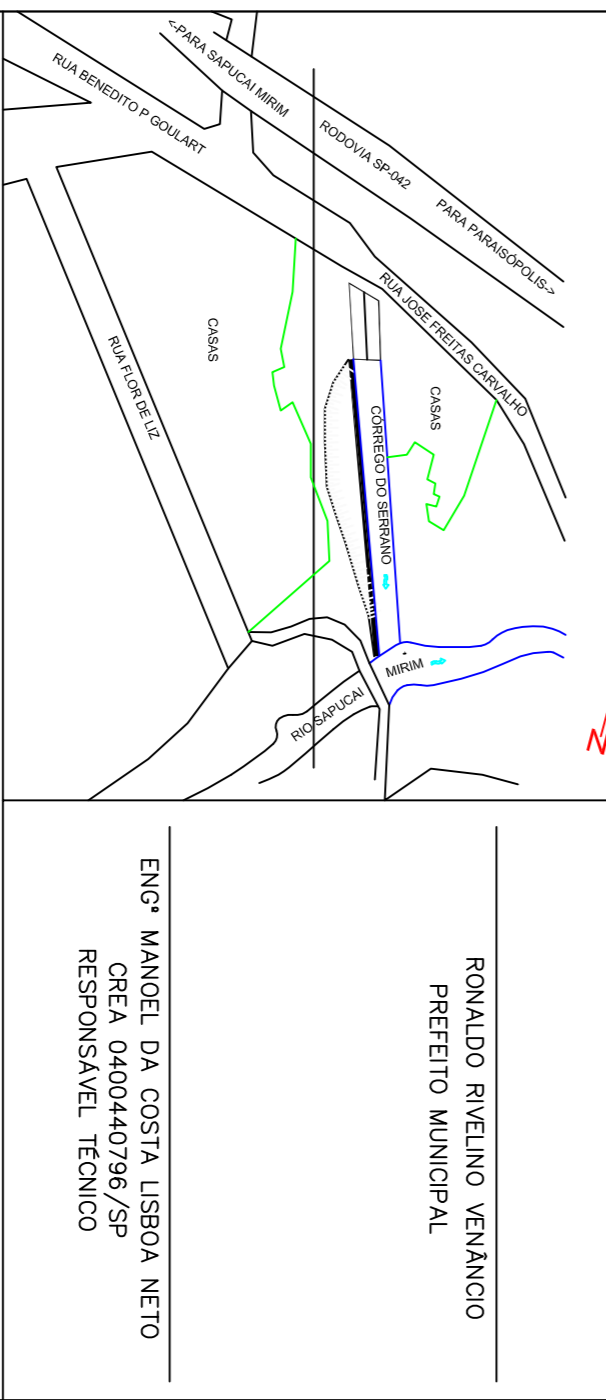 <-PARA SAPUCAI MIRIM
RODOVIA SP-042
PARA PARAISÓPOLIS->
RUA BENEDITO P GOULART
RUA JOSE FREITAS CARVALHO
CASAS
CÓRREGO DO SERRANO
CASAS
RUA FLOR DE LIZ
MIRIM
RIO SAPUCAI
N
RONALDO RIVELINO VENÂNCIO
PREFEITO MUNICIPAL
ENGº MANOEL DA COSTA LISBOA NETO
CREA 0400440796/SP
RESPONSÁVEL TÉCNICO